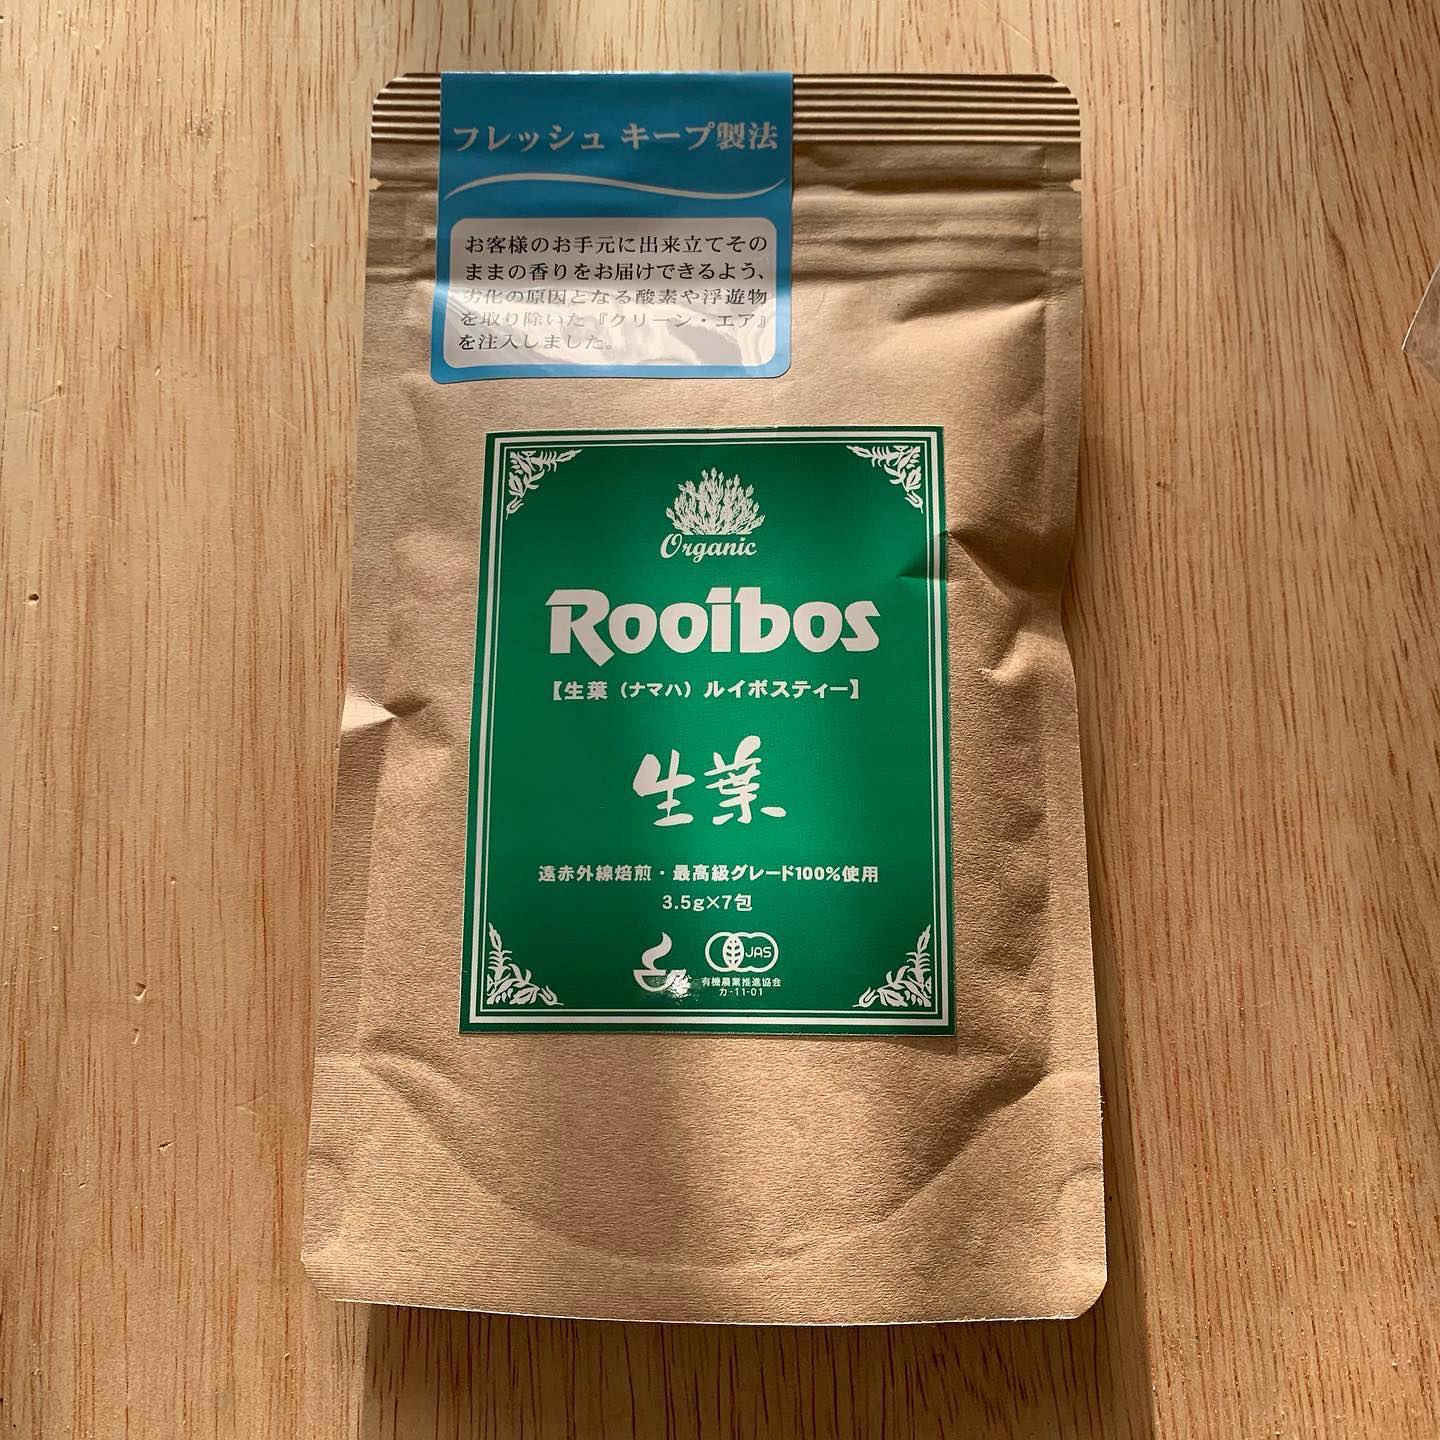 フレッシュ キープ製法
お客様のお手元に出来立てその
ままの香りをお届けできるよう、
劣化の原因となる酸素や浮遊物
を取り除いた『クリーン・エア』
を注入しました。
Organic
Rooibos
【生葉（ナマハ）ルイボスティー】
生葉
遠赤外線焙煎・最高級グレード100%使用
3.5g×7包
JAS
有機農業推進協会
カ-11-01